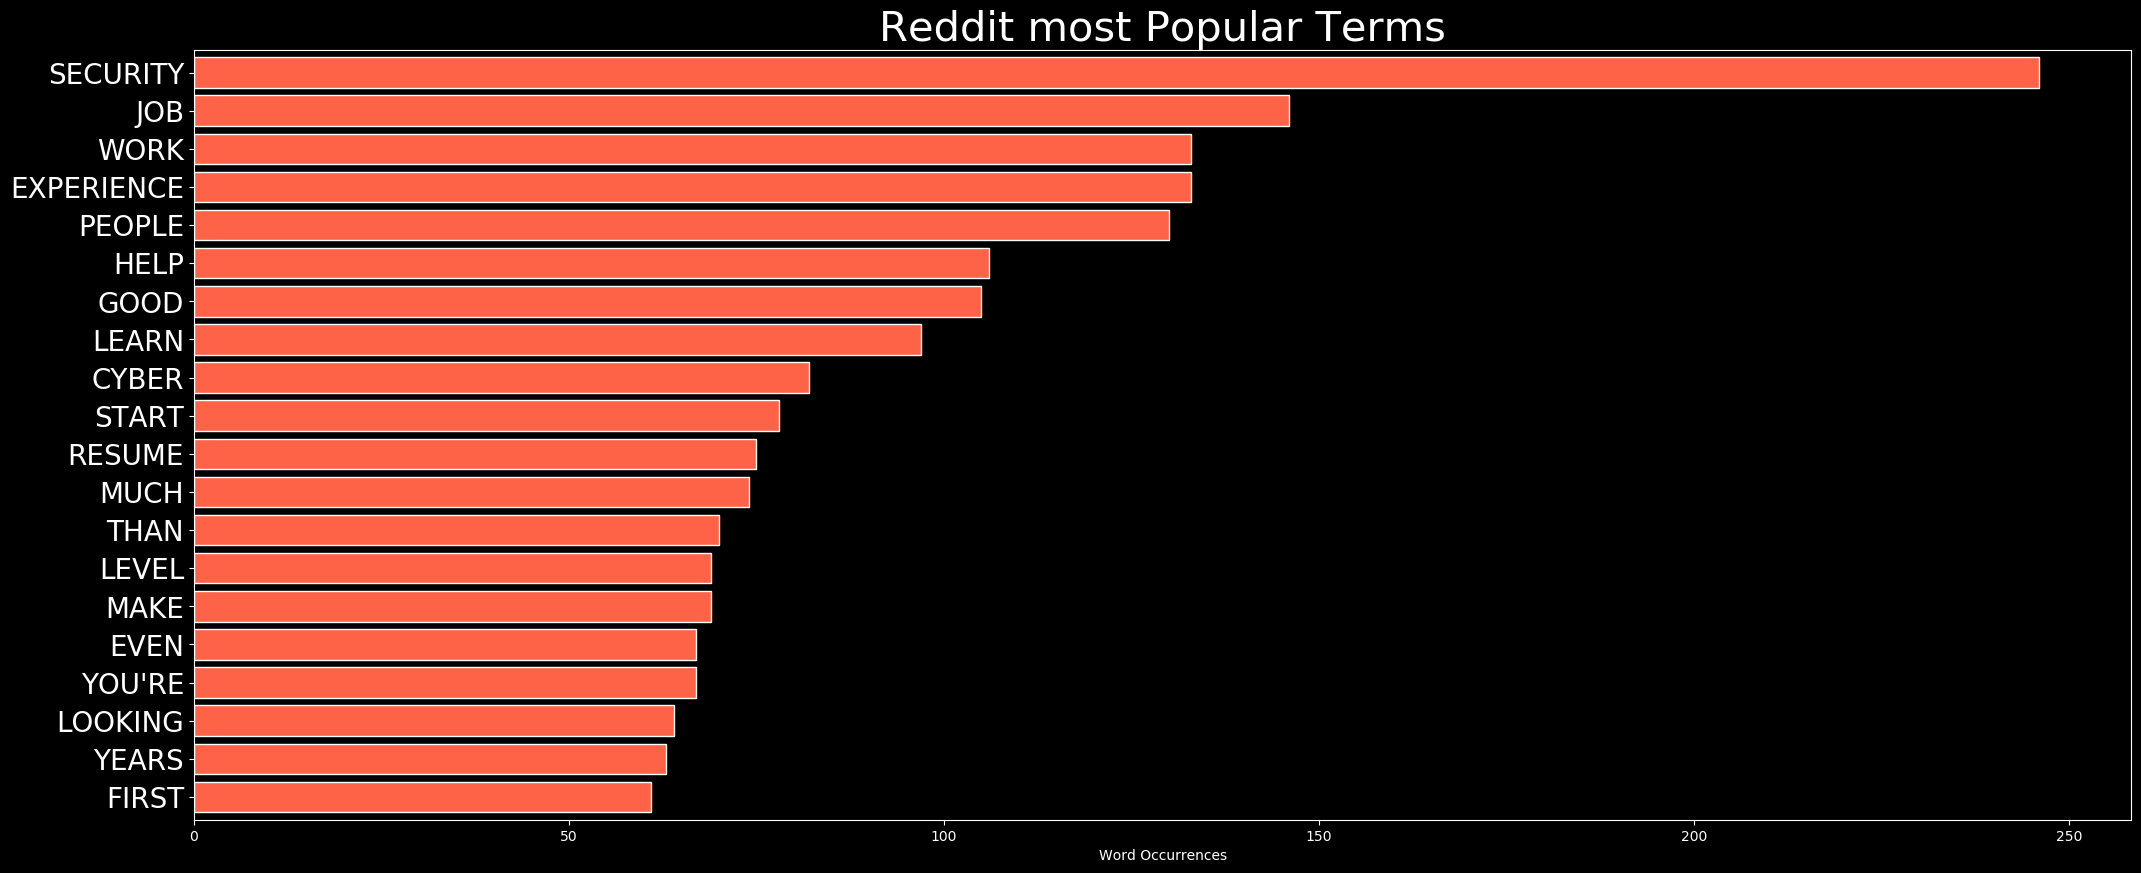 Reddit most Popular Terms
SECURITY
JOB
WORK
EXPERIENCE
PEOPLE
HELP
GOOD
LEARN
CYBER
START
RESUME
MUCH
THAN
LEVEL
MAKE
EVEN
YOU'RE
LOOKING
YEARS
FIRST
0 50 100 150 200 250
Word Occurrences